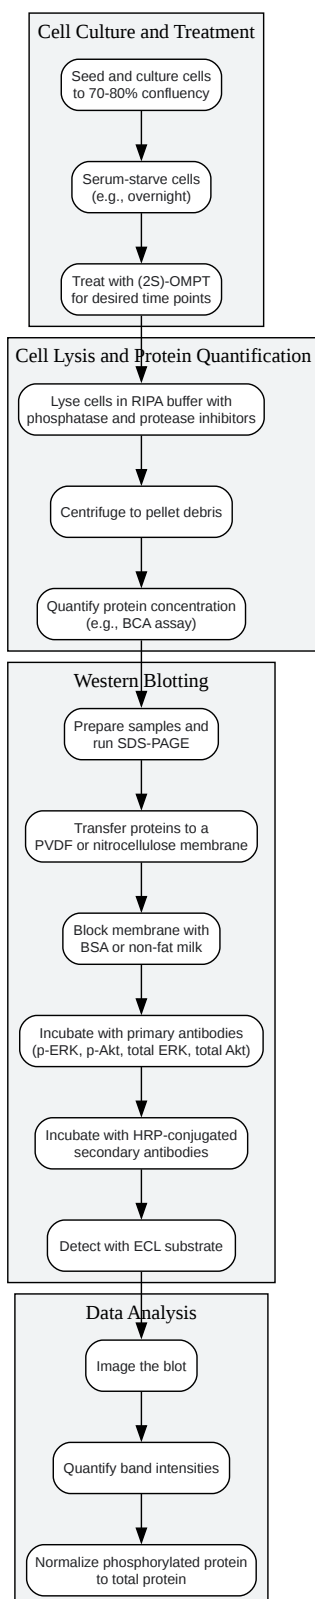 Cell Culture and Treatment
Seed and culture cells
to 70-80% confluency
Serum-starve cells
(e.g., overnight)
Treat with (2S)-OMPT
for desired time points
Cell Lysis and Protein Quantification
Lyse cells in RIPA buffer with
phosphatase and protease inhibitors
Centrifuge to pellet debris
Quantify protein concentration
(e.g., BCA assay)
Western Blotting
Prepare samples and
run SDS-PAGE
Transfer proteins to a
PVDF or nitrocellulose membrane
Block membrane with
BSA or non-fat milk
Incubate with primary antibodies
(p-ERK, p-Akt, total ERK, total Akt)
Incubate with HRP-conjugated
secondary antibodies
Detect with ECL substrate
Data Analysis
Image the blot
Quantify band intensities
Normalize phosphorylated protein
to total protein